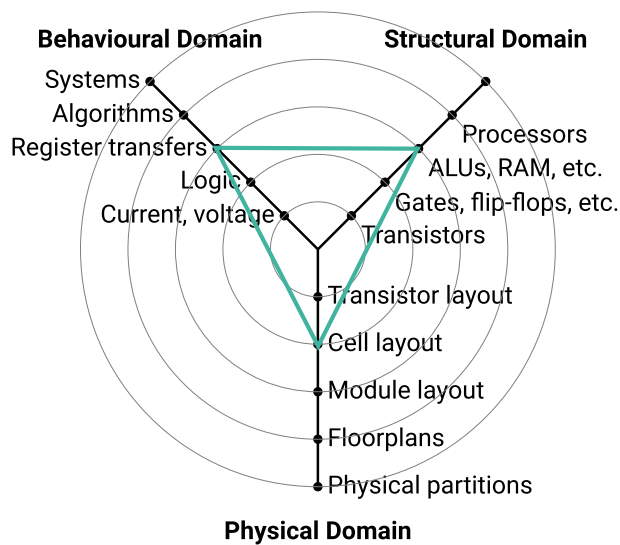 Behavioural Domain
Structural Domain
Systems
Algorithms
Register transfers
Logic
Current, voltage
Processors
ALUs, RAM, etc.
Gates, flip-flops, etc.
Transistors
Transistor layout
Cell layout
Module layout
Floorplans
Physical partitions
Physical Domain